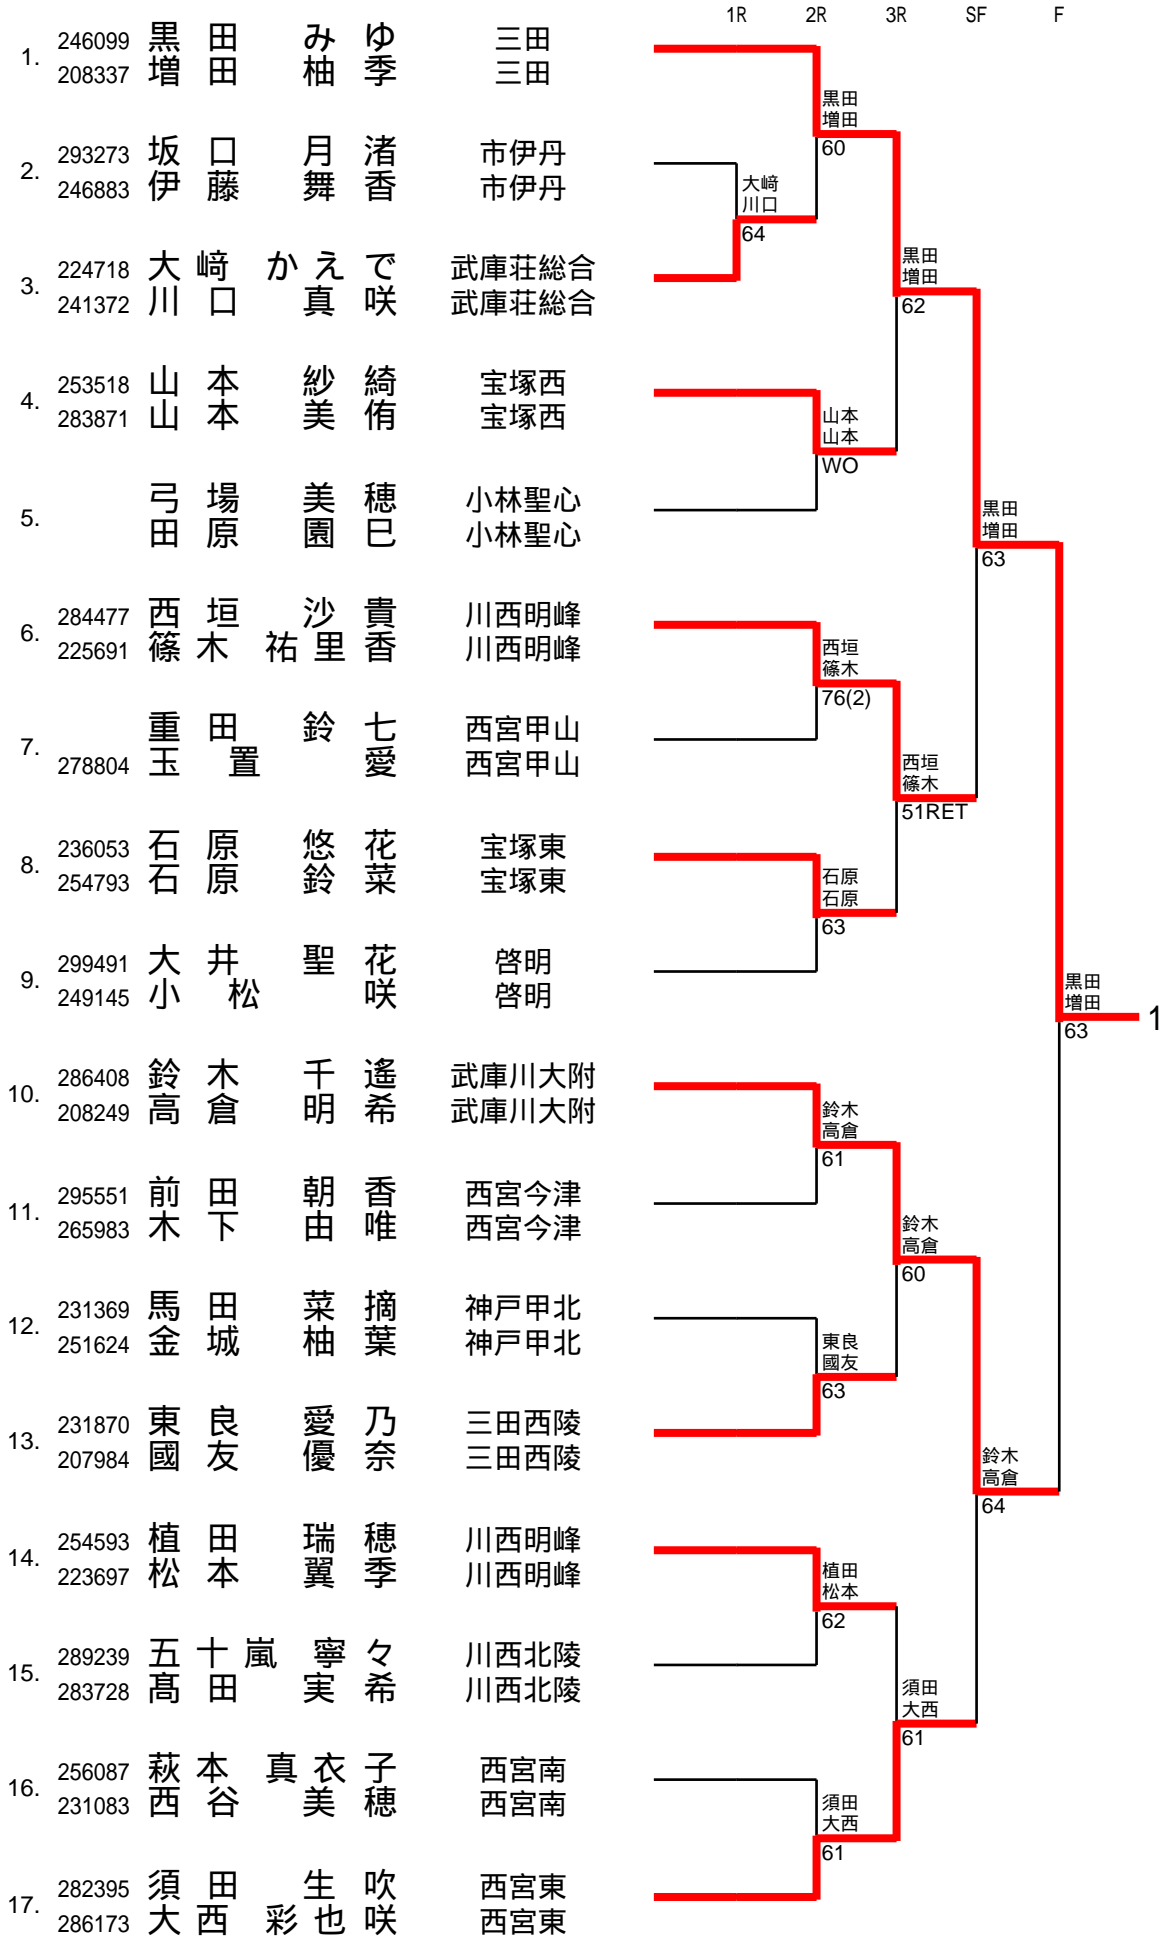 1R 2R 3R SF F
1. 246099 黒田 みゆ 三田
208337 増田 柚季 三田
黒田
増田
60
2. 293273 坂口 月渚 市伊丹
246883 伊藤 舞香 市伊丹
大﨑
川口
64
3. 224718 大﨑 かえで 武庫荘総合
241372 川口 真咲 武庫荘総合
黒田
増田
62
4. 253518 山本 紗綺 宝塚西
283871 山本 美侑 宝塚西
山本
山本
WO
5. 弓場 美穂 小林聖心
田原 園巳 小林聖心
黒田
増田
63
6. 284477 西垣 沙貴 川西明峰
225691 篠木 祐里香 川西明峰
西垣
篠木
76(2)
7. 重田 鈴七 西宮甲山
278804 玉置 愛 西宮甲山
西垣
篠木
51RET
8. 236053 石原 悠花 宝塚東
254793 石原 鈴菜 宝塚東
石原
石原
63
9. 299491 大井 聖花 啓明
249145 小松 咲 啓明
黒田
増田
63
1
10. 286408 鈴木 千遙 武庫川大附
208249 高倉 明希 武庫川大附
鈴木
高倉
61
11. 295551 前田 朝香 西宮今津
265983 木下 由唯 西宮今津
鈴木
高倉
60
12. 231369 馬田 菜摘 神戸甲北
251624 金城 柚葉 神戸甲北
東良
國友
63
13. 231870 東良 愛乃 三田西陵
207984 國友 優奈 三田西陵
鈴木
高倉
64
14. 254593 植田 瑞穂 川西明峰
223697 松本 翼季 川西明峰
植田
松本
62
15. 289239 五十嵐 寧々 川西北陵
283728 髙田 実希 川西北陵
須田
大西
61
16. 256087 萩本 真衣子 西宮南
231083 西谷 美穂 西宮南
須田
大西
61
17. 282395 須田 生吹 西宮東
286173 大西 彩也咲 西宮東